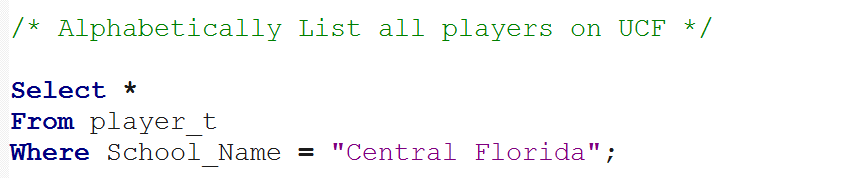 /* Alphabetically List all players on UCF */
Select *
From player_t
Where School_Name = "Central Florida";